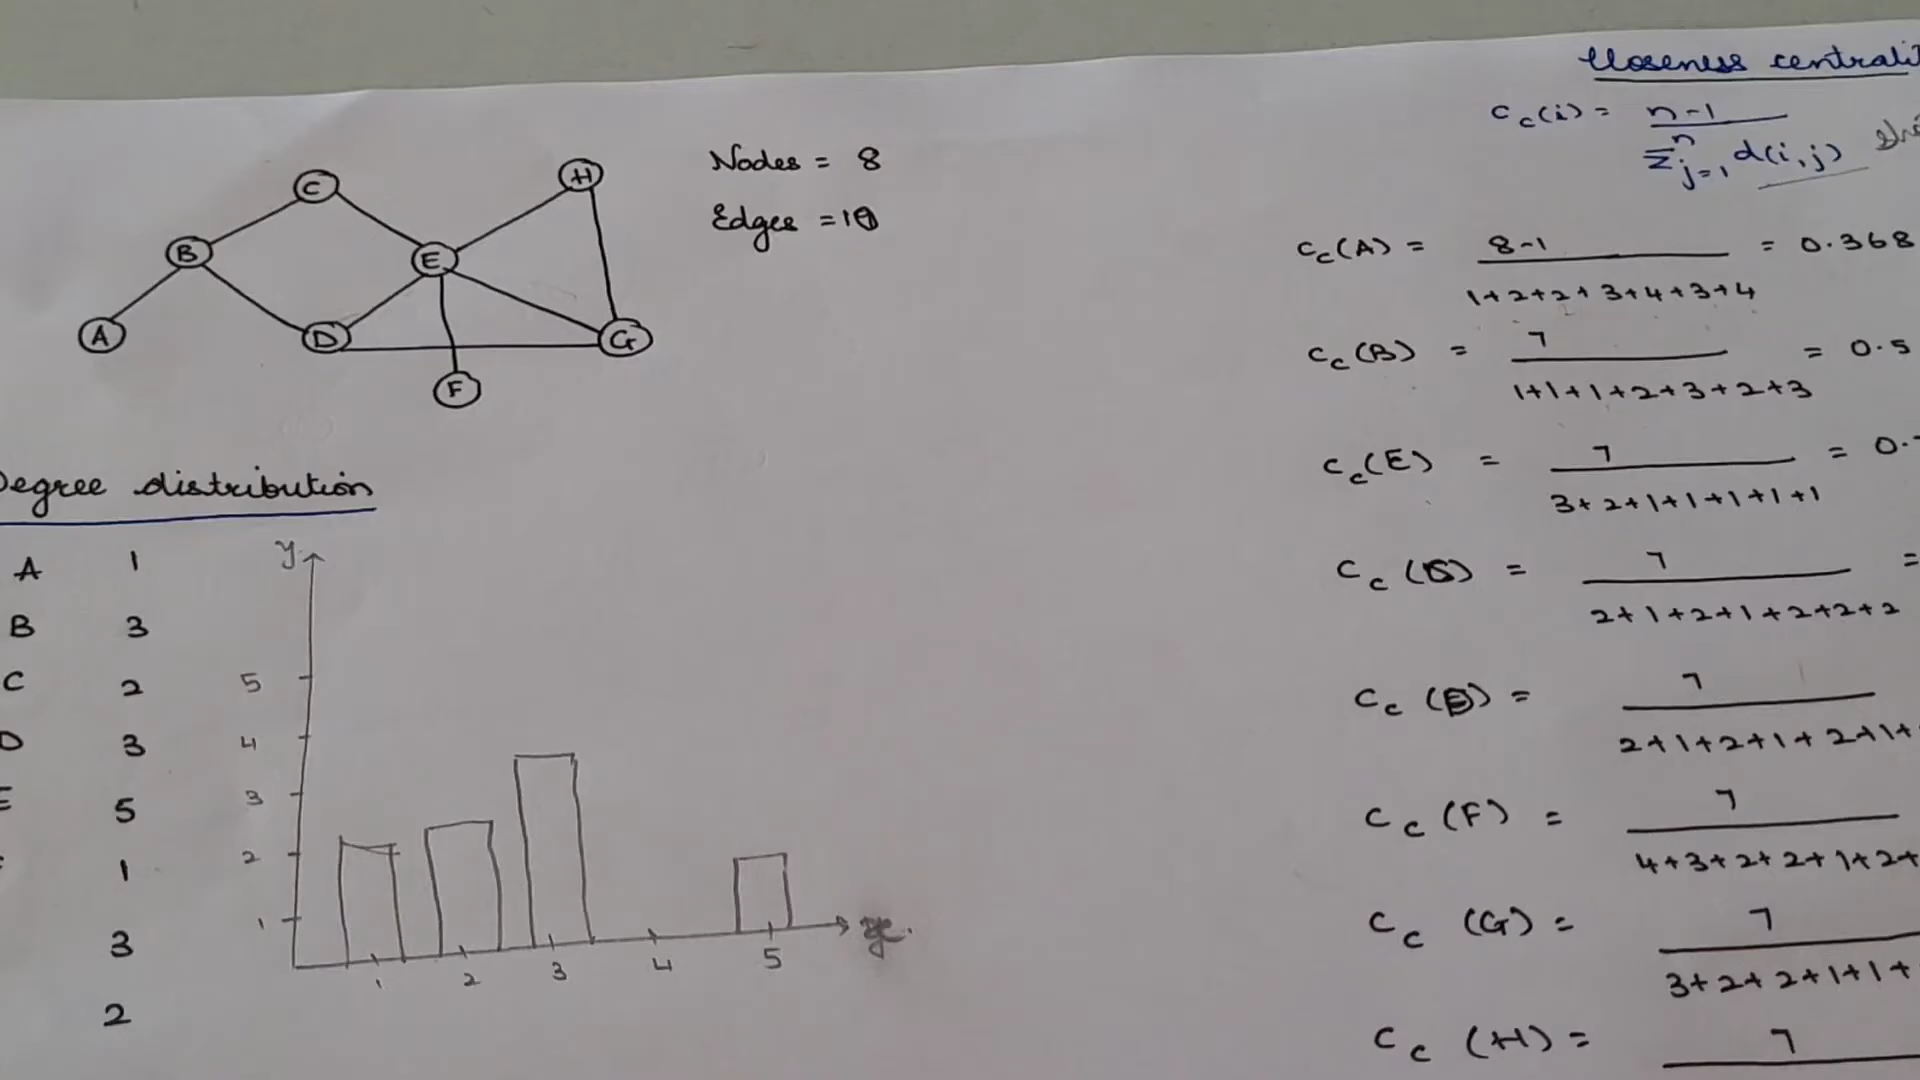 Closeness centralit
Cc(i) = n-1
Σⁿj=1 d(i,j)
C
H
B
E
A
D
G
F
Nodes = 8
Edges = 10
Cc(A) = 8-1 = 0.368
1+2+2+3+4+3+4
Cc(B) = 7 = 0.5
1+1+1+2+3+2+3
Cc(E) = 7 = 0.
3+2+1+1+1+1+1
Cc( ) = 7 =
2+1+2+1+2+2+2
Cc( ) = 7
2+1+2+1+2+1+
Cc(F) = 7
4+3+2+2+1+2+
Cc(G) = 7
3+2+2+1+1+
Cc(H) = 7
Degree distribution
A 1
B 3
C 2
D 3
E 5
1
3
2
y
5
4
3
2
1
1 2 3 4 5